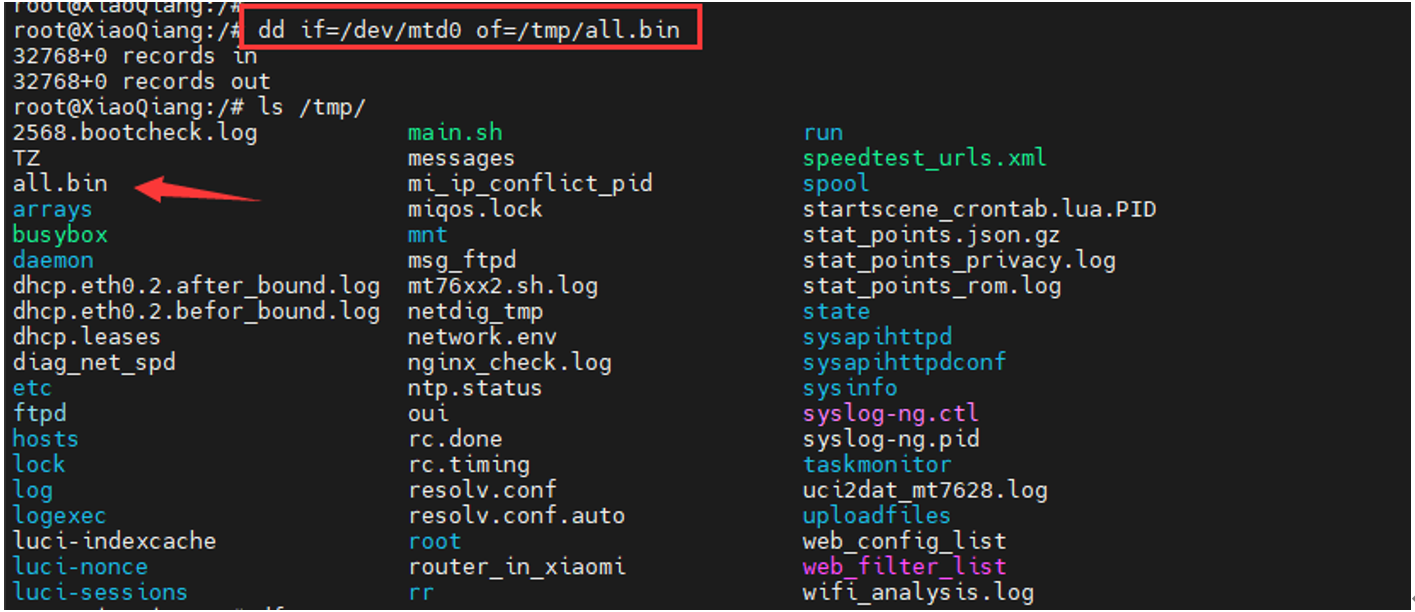 root@XiaoQiang:/#
root@XiaoQiang:/# dd if=/dev/mtd0 of=/tmp/all.bin
32768+0 records in
32768+0 records out
root@XiaoQiang:/# ls /tmp/
2568.bootcheck.log main.sh run
TZ messages speedtest_urls.xml
all.bin mi_ip_conflict_pid spool
arrays miqos.lock startscene_crontab.lua.PID
busybox mnt stat_points.json.gz
daemon msg_ftpd stat_points_privacy.log
dhcp.eth0.2.after_bound.log mt76xx2.sh.log stat_points_rom.log
dhcp.eth0.2.befor_bound.log netdig_tmp state
dhcp.leases network.env sysapihttpd
diag_net_spd nginx_check.log sysapihttpdconf
etc ntp.status sysinfo
ftpd oui syslog-ng.ctl
hosts rc.done syslog-ng.pid
lock rc.timing taskmonitor
log resolv.conf uci2dat_mt7628.log
logexec resolv.conf.auto uploadfiles
luci-indexcache root web_config_list
luci-nonce router_in_xiaomi web_filter_list
luci-sessions rr wifi_analysis.log